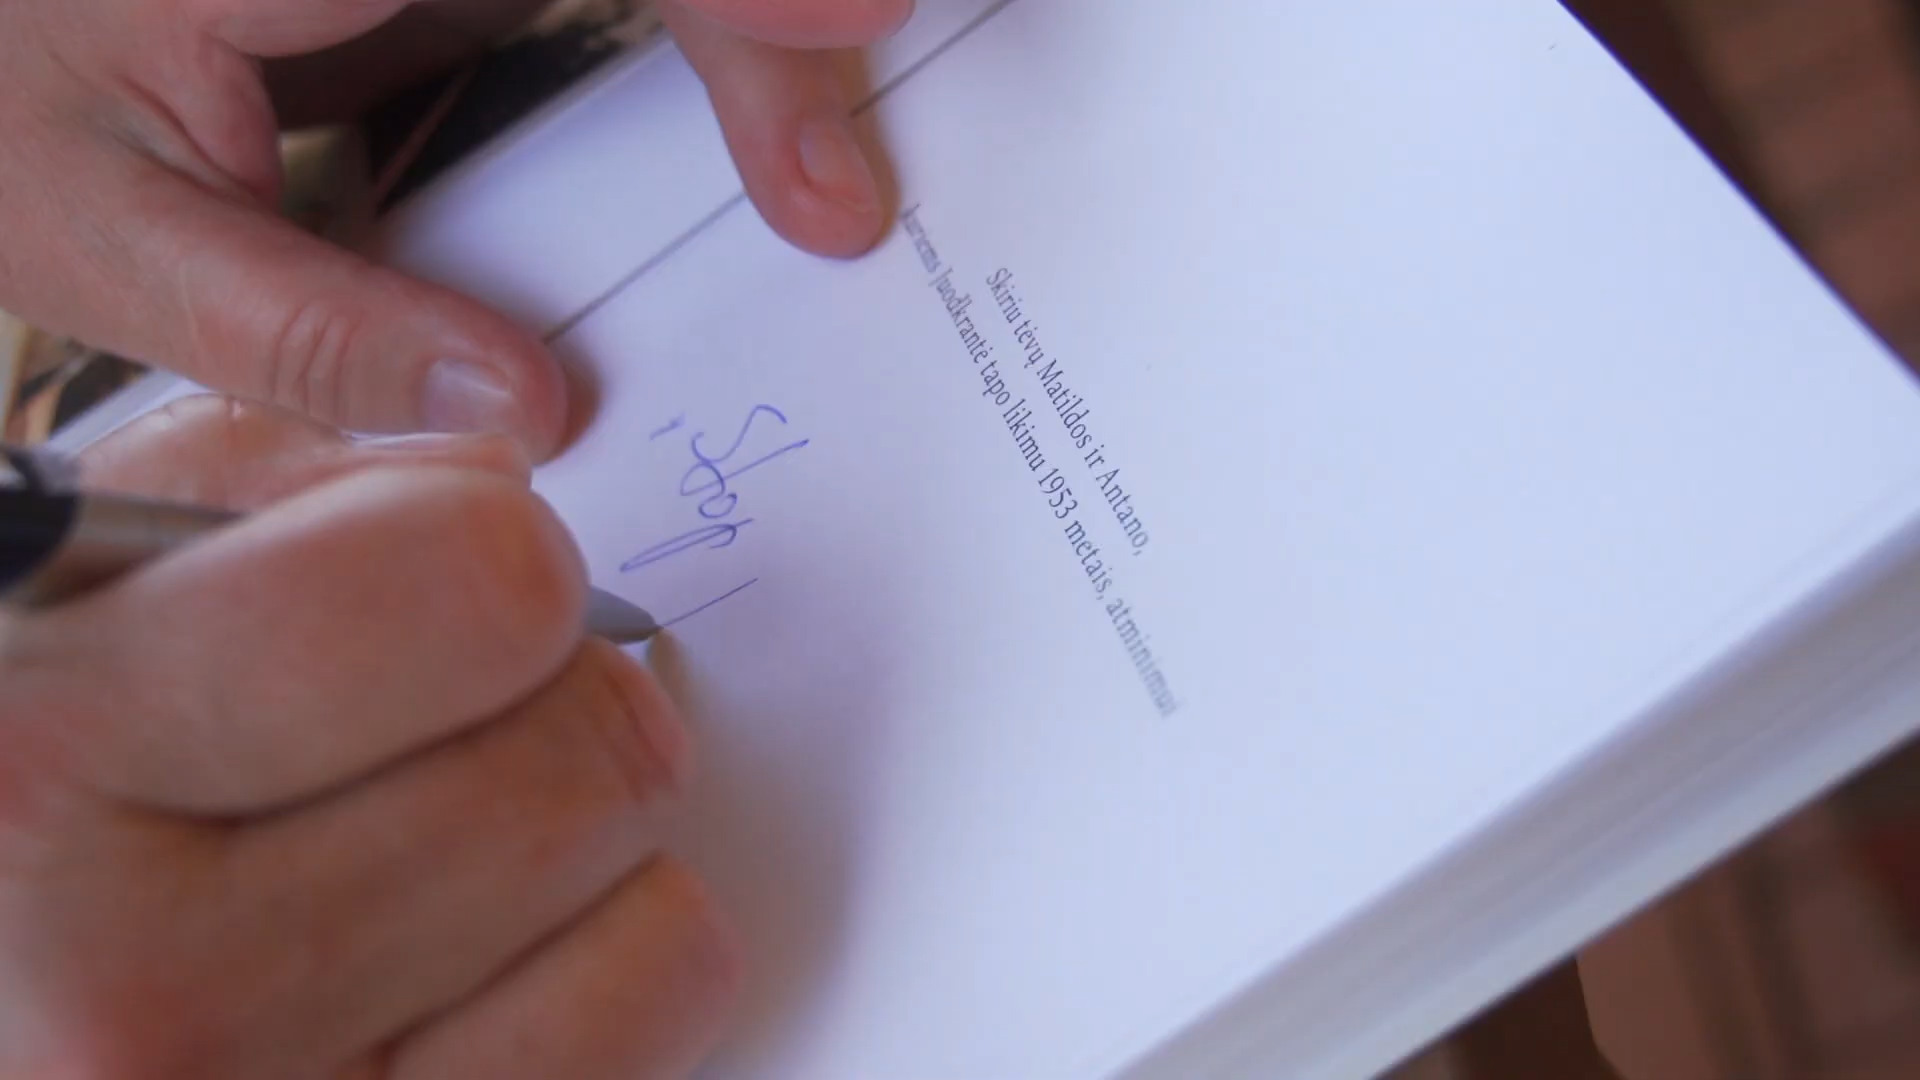 Skiriu tėvų Matildos ir Antano,
kuriems Juodkrantė tapo likimu 1953 metais, atminimui